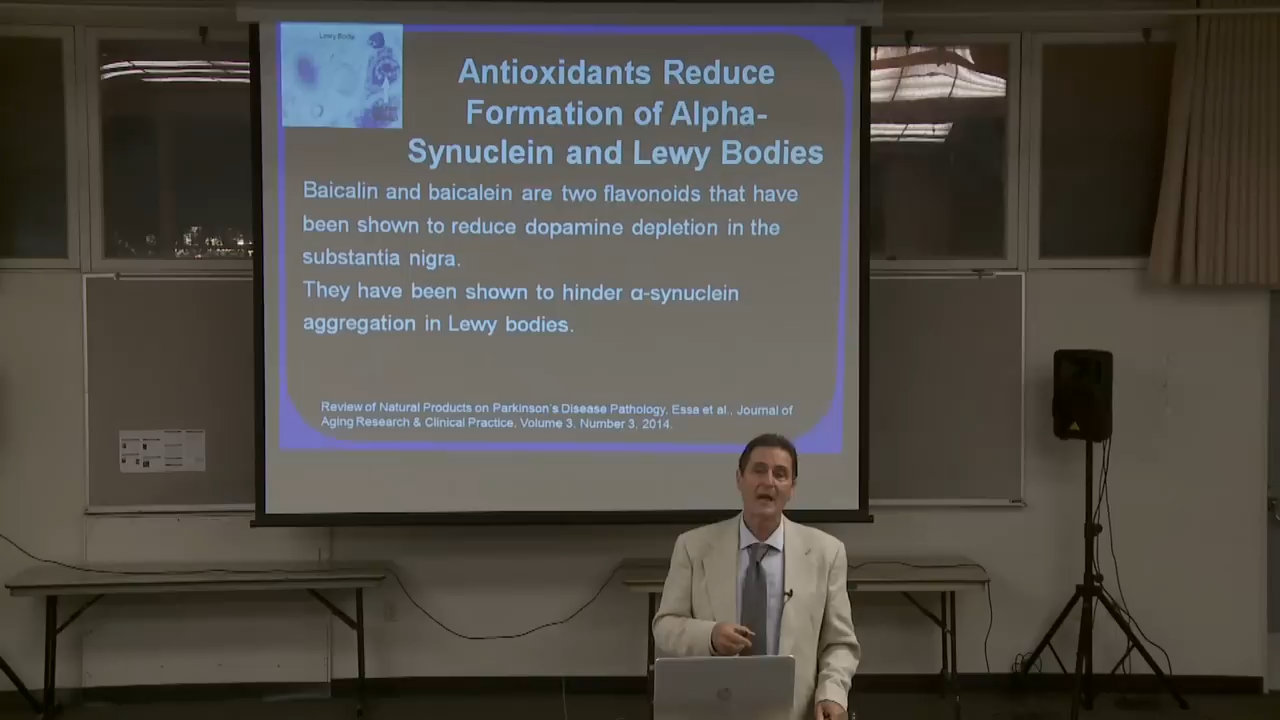 Lewy Bodie
Antioxidants Reduce
Formation of Alpha-
Synuclein and Lewy Bodies
Baicalin and baicalein are two flavonoids that have
been shown to reduce dopamine depletion in the
substantia nigra.
They have been shown to hinder α-synuclein
aggregation in Lewy bodies.
Review of Natural Products on Parkinson's Disease Pathology, Essa et al., Journal of
Aging Research & Clinical Practice, Volume 3, Number 3, 2014.